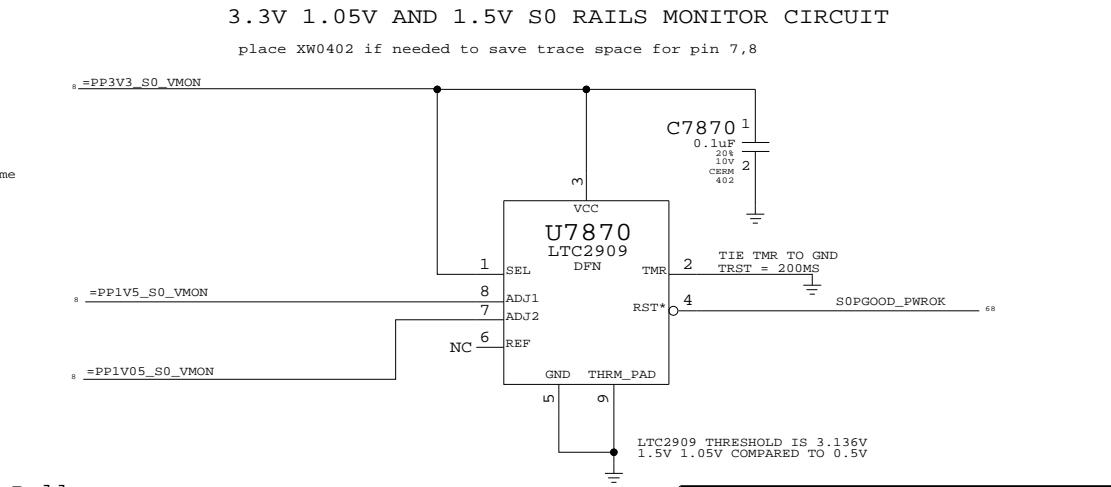 3.3V 1.05V AND 1.5V S0 RAILS MONITOR CIRCUIT
place XW0402 if needed to save trace space for pin 7,8
8 =PP3V3_S0_VMON
C7870 1
0.1uF
20%
10V 2
CERM
402
me
3
VCC
U7870
LTC2909
DFN
1 SEL
TMR 2
TIE TMR TO GND
TRST = 200MS
8 =PP1V5_S0_VMON
8 ADJ1
7 ADJ2
RST* 4
S0PGOOD_PWROK 68
NC 6 REF
8 =PP1V05_S0_VMON
GND THRM_PAD
5 9
LTC2909 THRESHOLD IS 3.136V
1.5V 1.05V COMPARED TO 0.5V